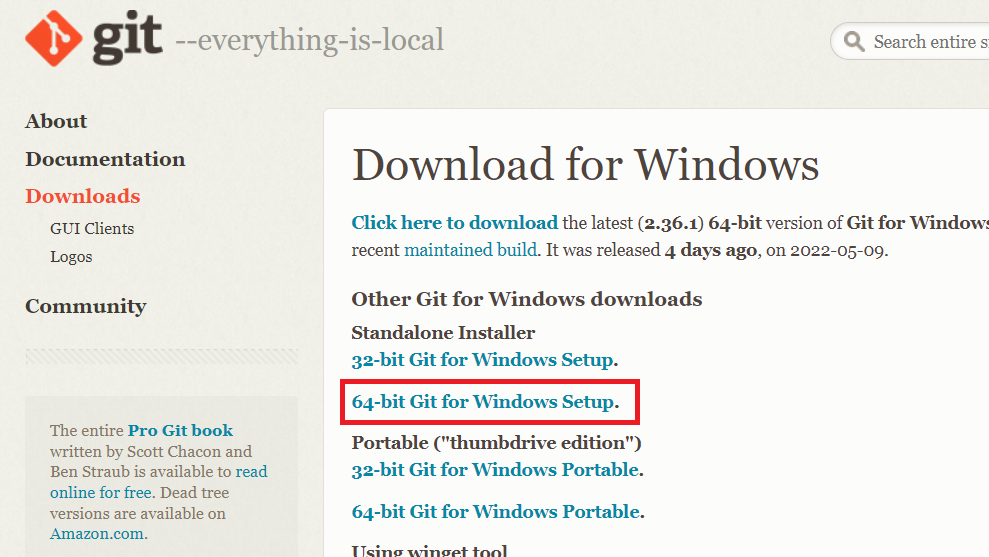 git --everything-is-local
Search entire
About
Documentation
Downloads
GUI Clients
Logos
Community
The entire Pro Git book
written by Scott Chacon and
Ben Straub is available to read
online for free. Dead tree
versions are available on
Amazon.com.
Download for Windows
Click here to download the latest (2.36.1) 64-bit version of Git for Windows
recent maintained build. It was released 4 days ago, on 2022-05-09.
Other Git for Windows downloads
Standalone Installer
32-bit Git for Windows Setup.
64-bit Git for Windows Setup.
Portable ("thumbdrive edition")
32-bit Git for Windows Portable.
64-bit Git for Windows Portable.
Using winget tool